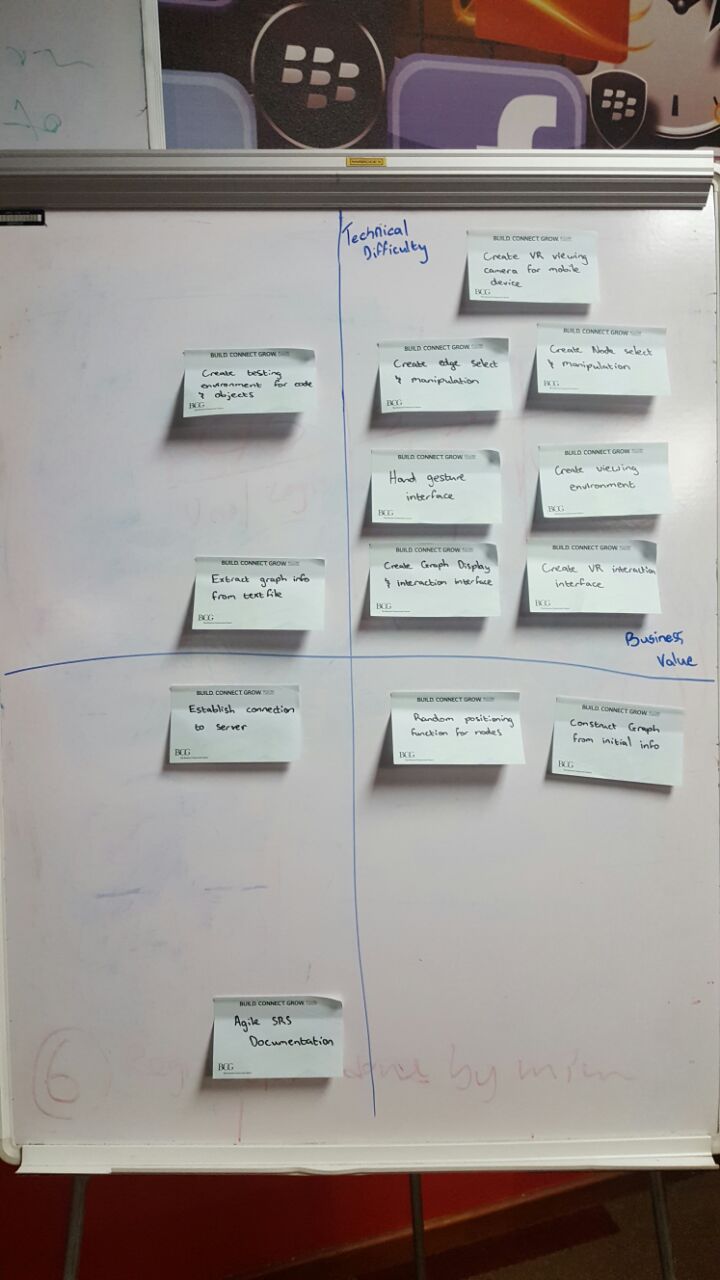 Technical
Difficulty
BUILD. CONNECT. GROW.
Create VR viewing
camera for mobile
device
BCG
BUILD. CONNECT. GROW.
Create testing
environment for code
& objects
BCG
BUILD. CONNECT. GROW.
Create edge select
& manipulation
BCG
BUILD. CONNECT. GROW.
Create Node select
& manipulation
BCG
BUILD. CONNECT. GROW.
Hand gesture
interface
BCG
BUILD. CONNECT. GROW.
Create viewing
environment
BCG
BUILD. CONNECT. GROW.
Extract graph info
from textfile
BCG
BUILD. CONNECT. GROW.
Create Graph Display
& interaction interface
BCG
BUILD. CONNECT. GROW.
Create VR interaction
interface
BCG
Business
Value
BUILD. CONNECT. GROW.
Establish connection
to server
BCG
BUILD. CONNECT. GROW.
Random positioning
function for nodes
BCG
BUILD. CONNECT. GROW.
Construct Graph
from initial info
BCG
BUILD. CONNECT. GROW.
Agile SRS
Documentation
BCG
6
by